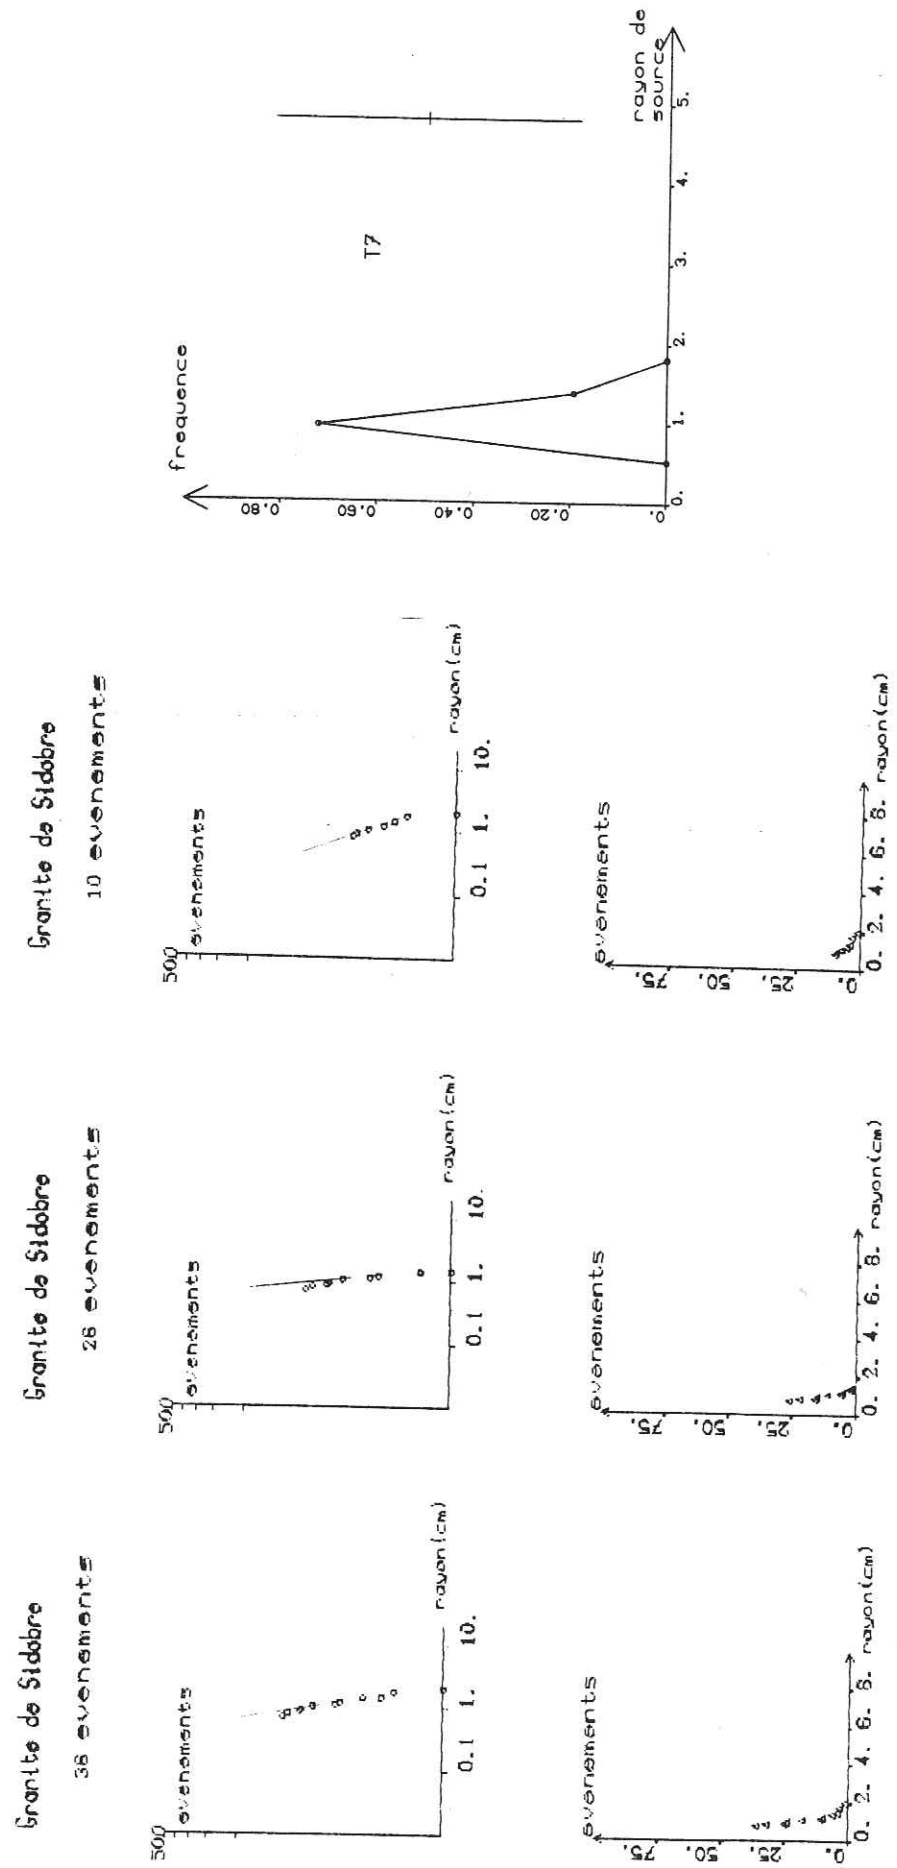 Granite de Sidobre
36 evenements
500
evenements
0.1 1. 10.
rayon(cm)
evenements
75.
50.
25.
0.
0. 2. 4. 6. 8. rayon(cm)
Granite de Sidobre
26 evenements
500
evenements
0.1 1. 10.
rayon(cm)
evenements
75.
50.
25.
0.
0. 2. 4. 6. 8. rayon(cm)
Granite de Sidobre
10 evenements
500
evenements
0.1 1. 10.
rayon(cm)
evenements
75.
50.
25.
0.
0. 2. 4. 6. 8. rayon(cm)
frequence
T7
0.80
0.60
0.40
0.20
0.
0. 1. 2. 3. 4. 5.
rayon de
source